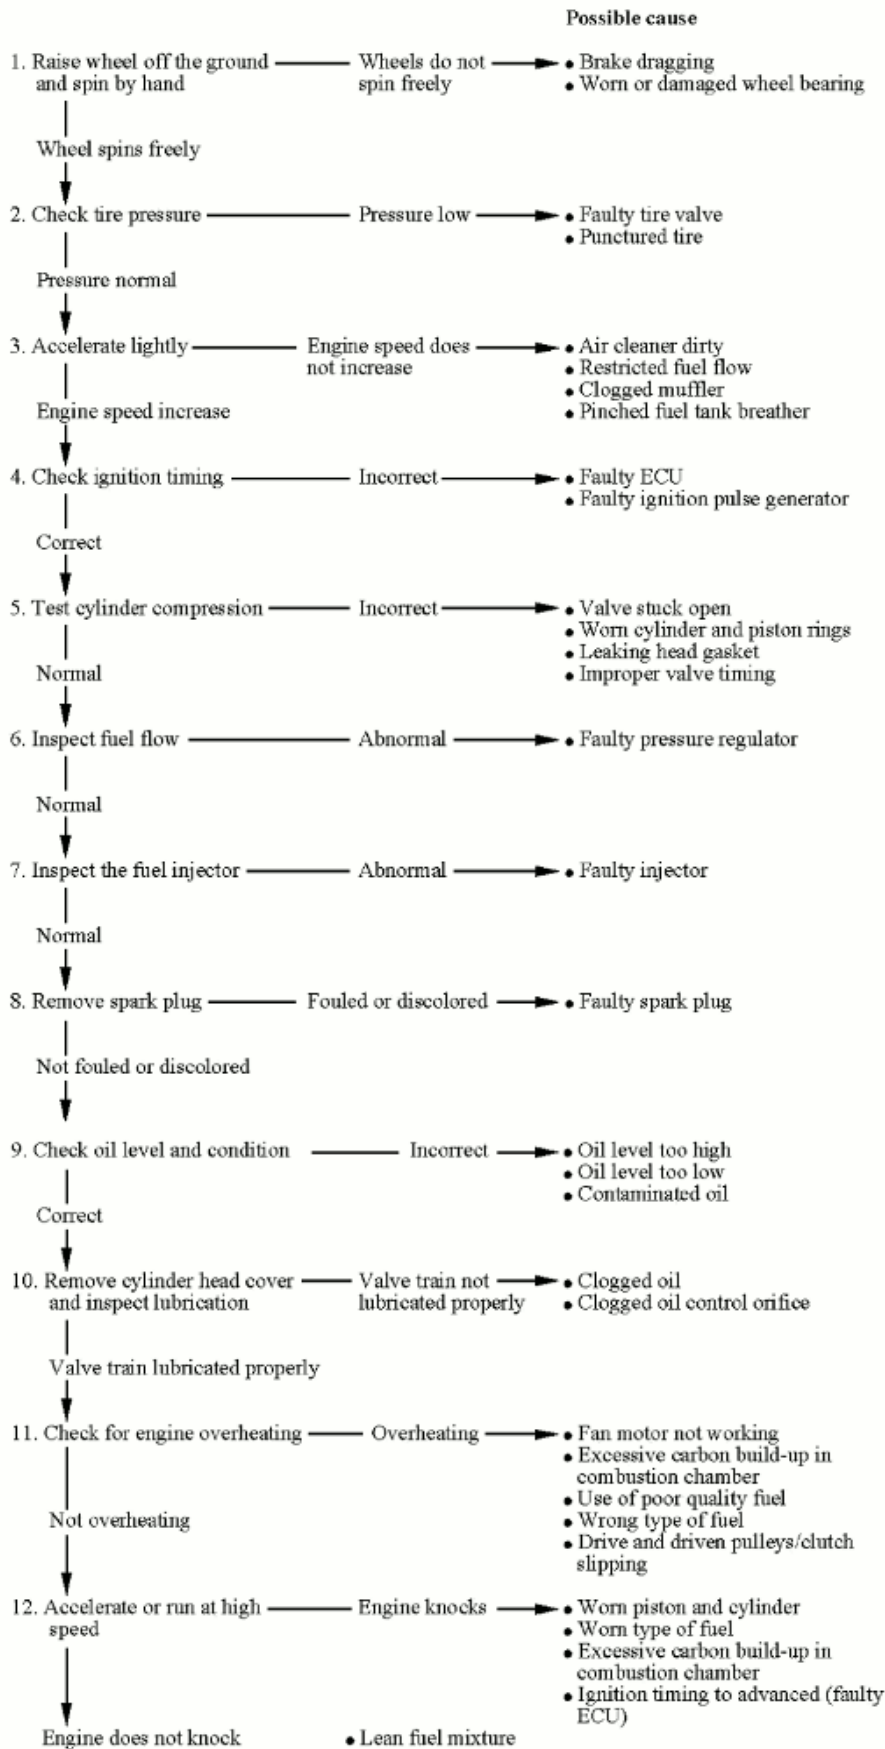 Possible cause
1. Raise wheel off the ground and spin by hand
Wheels do not spin freely
• Brake dragging
• Worn or damaged wheel bearing
Wheel spins freely
2. Check tire pressure
Pressure low
• Faulty tire valve
• Punctured tire
Pressure normal
3. Accelerate lightly
Engine speed does not increase
• Air cleaner dirty
• Restricted fuel flow
• Clogged muffler
• Pinched fuel tank breather
Engine speed increase
4. Check ignition timing
Incorrect
• Faulty ECU
• Faulty ignition pulse generator
Correct
5. Test cylinder compression
Incorrect
• Valve stuck open
• Worn cylinder and piston rings
• Leaking head gasket
• Improper valve timing
Normal
6. Inspect fuel flow
Abnormal
• Faulty pressure regulator
Normal
7. Inspect the fuel injector
Abnormal
• Faulty injector
Normal
8. Remove spark plug
Fouled or discolored
• Faulty spark plug
Not fouled or discolored
9. Check oil level and condition
Incorrect
• Oil level too high
• Oil level too low
• Contaminated oil
Correct
10. Remove cylinder head cover
and inspect lubrication
Valve train not
lubricated properly
• Clogged oil
• Clogged oil control orifice
Valve train lubricated properly
11. Check for engine overheating
Overheating
• Fan motor not working
• Excessive carbon build-up in
combustion chamber
• Use of poor quality fuel
• Wrong type of fuel
• Drive and driven pulleys/clutch
slipping
Not overheating
12. Accelerate or run at high
speed
Engine knocks
• Worn piston and cylinder
• Worn type of fuel
• Excessive carbon build-up in
combustion chamber
• Ignition timing to advanced (faulty
ECU)
Engine does not knock
• Lean fuel mixture